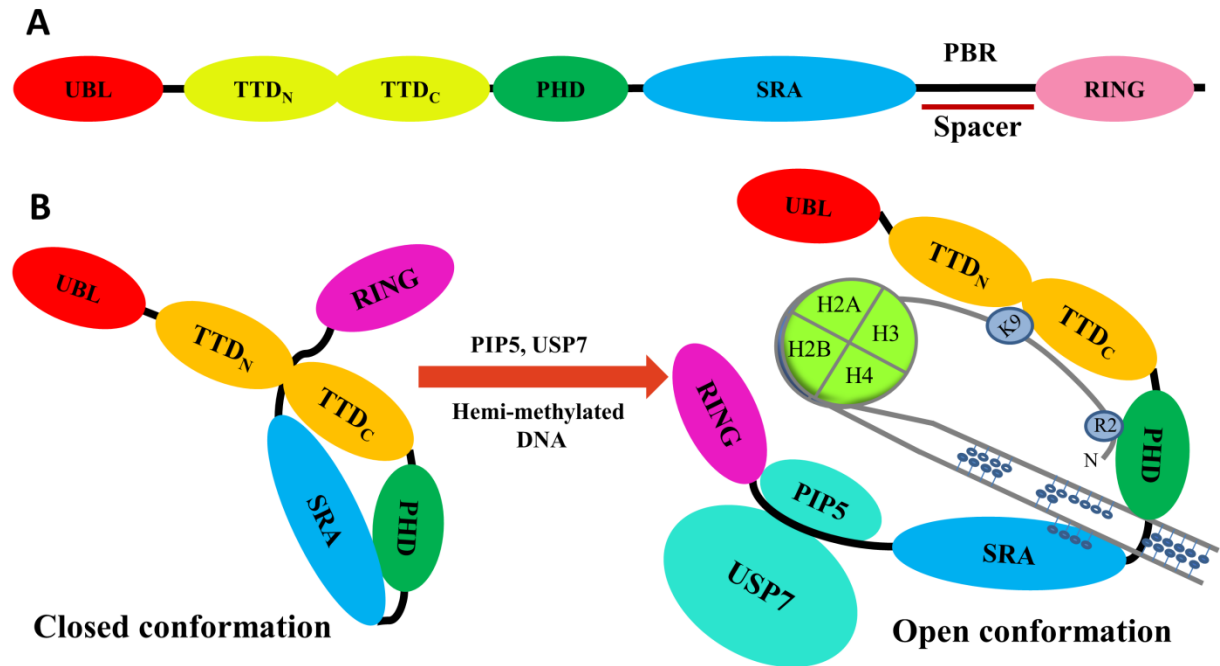 A
UBL TTDN TTDC PHD SRA PBR RING
Spacer
B
UBL
TTDN
RING
TTDC
SRA
PHD
Closed conformation
PIP5, USP7
Hemi-methylated
DNA
UBL
TTDN
TTDC
H2A
H3
H2B
H4
K9
R2
N
PHD
RING
PIP5
USP7
SRA
Open conformation